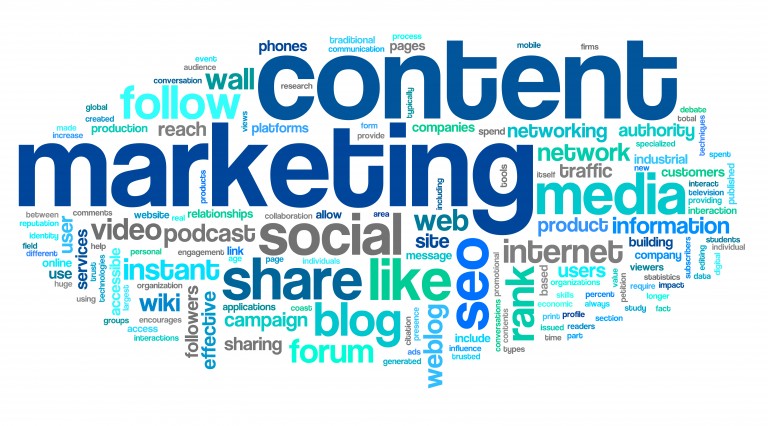 process
traditional
communication
phones
pages
mobile
firms
event
audience
conversation
wall
research
content
global
created
follow
views
typically
debate
total
made
increase
production
reach
platforms
form
provide
companies
spend
networking
authority
techniques
specialized
marketing
products
including
tools
network
industrial
spent
itself
traffic
new
customers
interact
television
providing
interaction
published
media
between
reputation
comments
website
real
relationships
collaboration
allow
area
web
identity
user
video
podcast
social
site
product
information
field
different
services
help
personal
engagement
link
message
seo
internet
building
students
individual
online
use
huge
trust
technologies
accessible
instant
age
page
individuals
promotional
based
users
company
viewers
subscribers
editing
data
digital
using
largest
organization
wiki
share
like
rank
organizations
value
petition
statistics
require
impact
longer
skills
percent
economic
always
study
fact
groups
encourages
access
interactions
followers
effective
applications
coast
campaign
blog
presence
citation
weblog
contents
print
profile
section
issued
readers
time
part
sharing
forum
ads
generated
include
influence
trusted
types